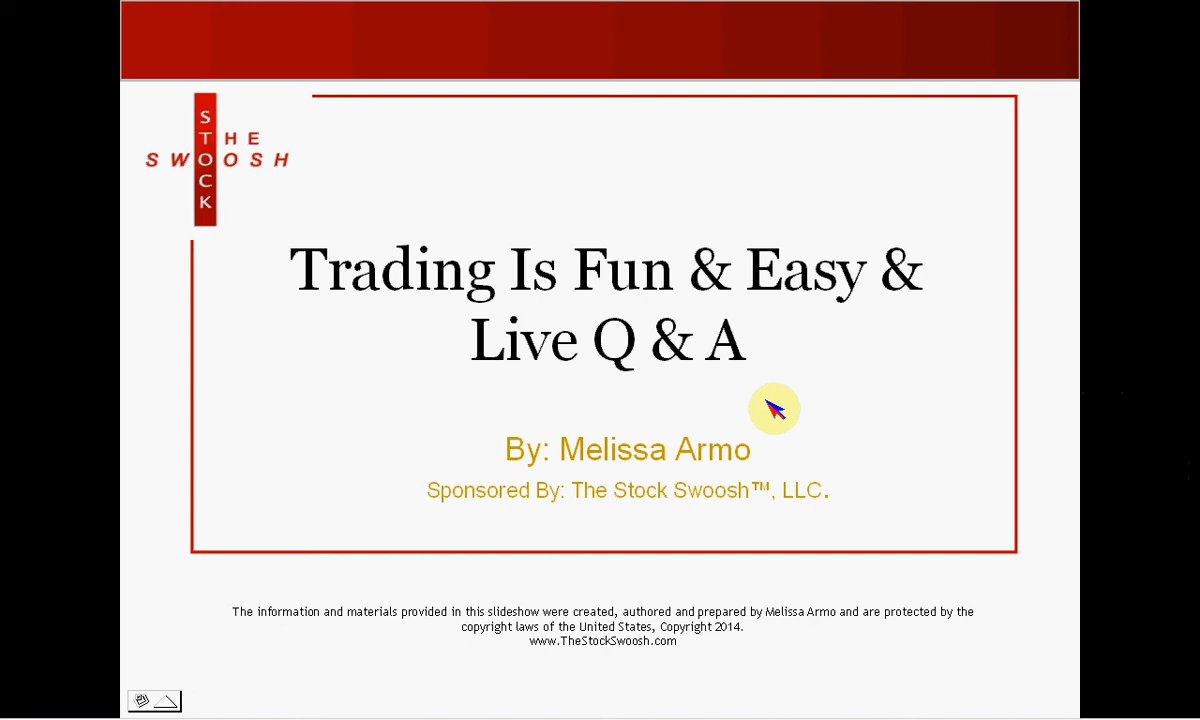 STOCK
THE
SWOOSH
Trading Is Fun & Easy &
Live Q & A
By: Melissa Armo
Sponsored By: The Stock Swoosh™, LLC.
The information and materials provided in this slideshow were created, authored and prepared by Melissa Armo and are protected by the
copyright laws of the United States, Copyright 2014.
www.TheStockSwoosh.com